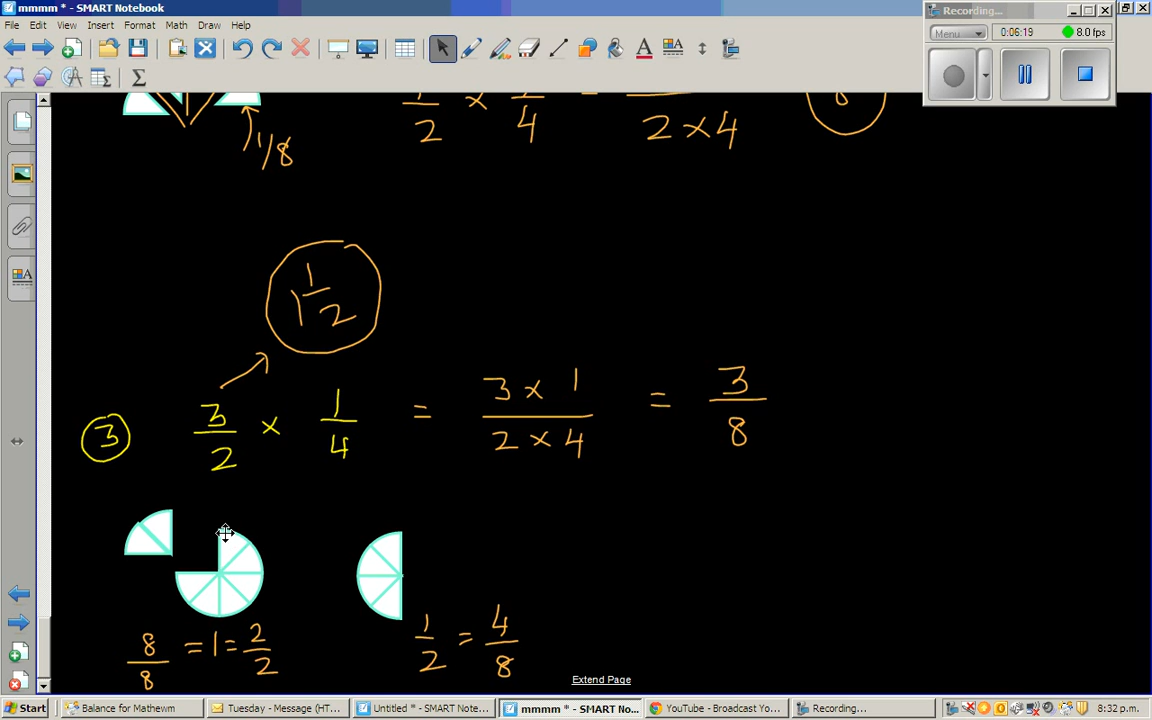 mmmm * - SMART Notebook
File Edit View Insert Format Math Draw Help
Recording...
Menu 0:06:19 8.0 fps
1/2 × 1/4 =
2 × 4
8
1/8
1 1/2
3 3/2 × 1/4 = 3 × 1 / 2 × 4 = 3/8
8/8 = 1 = 2/2
1/2 = 4/8
Extend Page
Start Balance for Mathewm Tuesday - Message (HT... Untitled * - SMART Not... mmmm * - SMART No... YouTube - Broadcast Yo... Recording... 8:32 p.m.